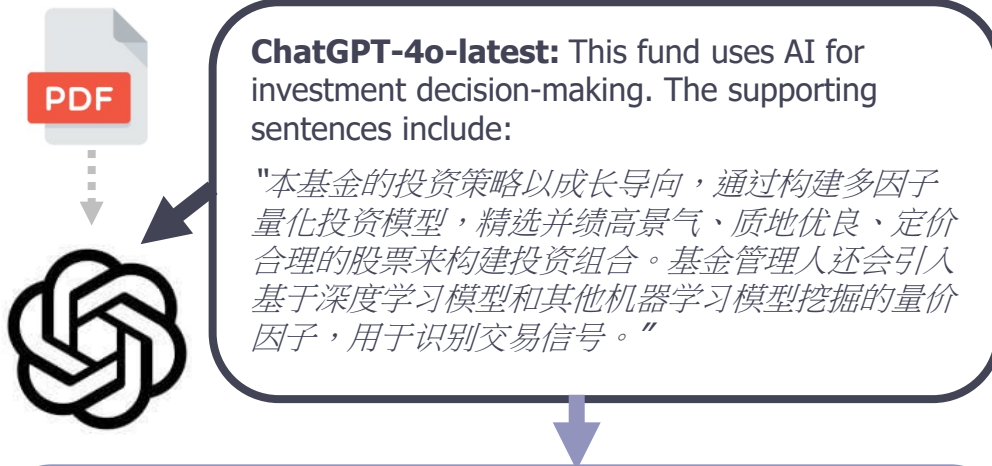 PDF
ChatGPT-4o-latest: This fund uses AI for
investment decision-making. The supporting
sentences include:
"本基金的投资策略以成长导向，通过构建多因子
量化投资模型，精选并绩高景气、质地优良、定价
合理的股票来构建投资组合。基金管理人还会引入
基于深度学习模型和其他机器学习模型挖掘的量价
因子，用于识别交易信号。”